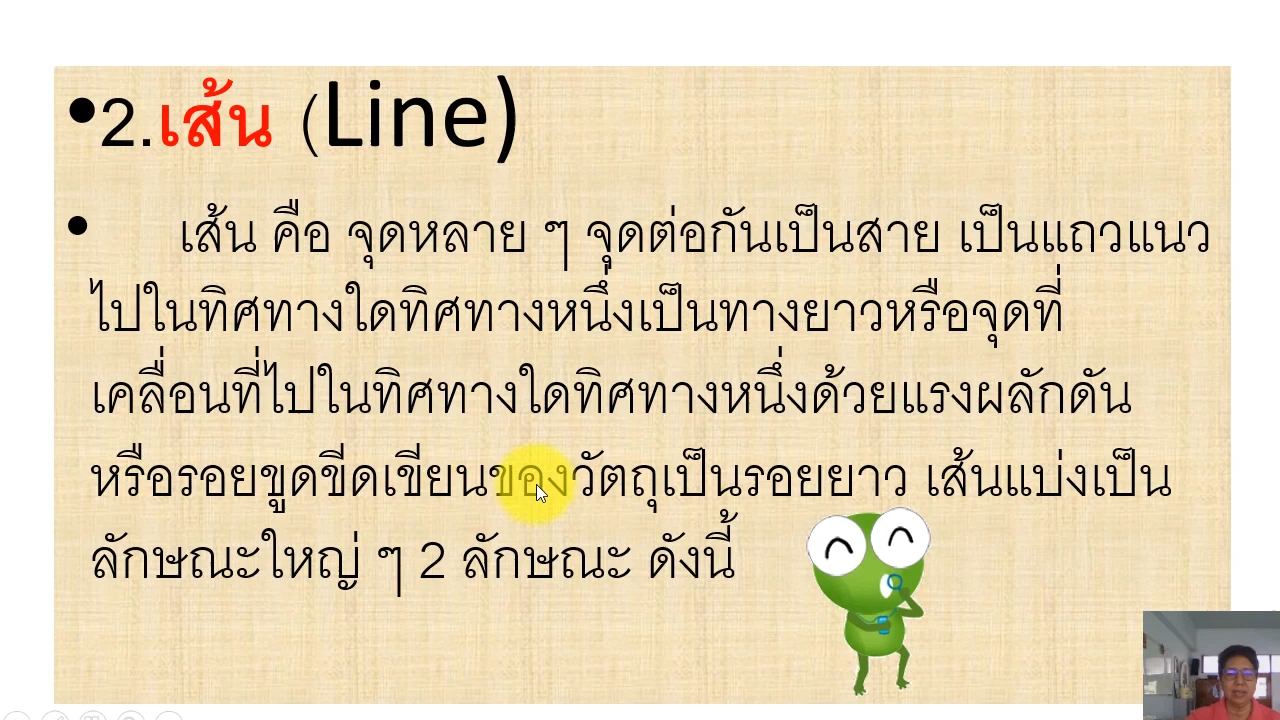 •2.เส้น (Line)
• เส้น คือ จุดหลาย ๆ จุดต่อกันเป็นสาย เป็นแถวแนว
ไปในทิศทางใดทิศทางหนึ่งเป็นทางยาวหรือจุดที่
เคลื่อนที่ไปในทิศทางใดทิศทางหนึ่งด้วยแรงผลักดัน
หรือรอยขูดขีดเขียนของวัตถุเป็นรอยยาว เส้นแบ่งเป็น
ลักษณะใหญ่ ๆ 2 ลักษณะ ดังนี้